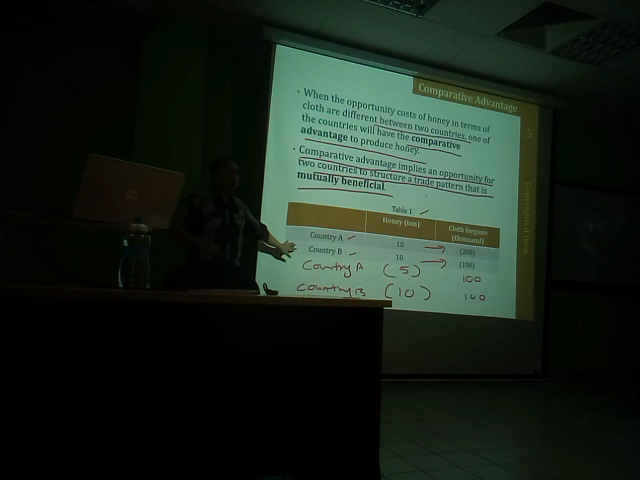 Comparative Advantage
5
• When the opportunity costs of honey in terms of
cloth are different between two countries, one of
the countries will have the comparative
advantage to produce honey.
• Comparative advantage implies an opportunity for
two countries to structure a trade pattern that is
mutually beneficial.
Table 1
Honey (ton) Cloth forgone
(thousand)
Country A 10 (200)
Country B 10 (100)
Country A (5) 100
Country B (10) 100
hp